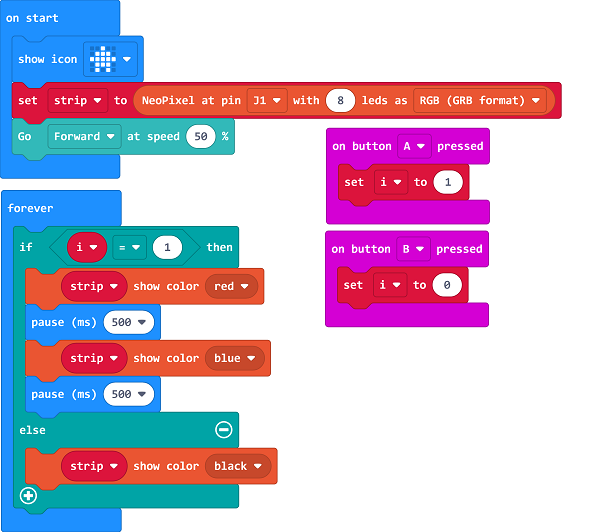 on start
show icon
set strip to NeoPixel at pin J1 with 8 leds as RGB (GRB format)
Go Forward at speed 50 %
forever
if i = 1 then
strip show color red
pause (ms) 500
strip show color blue
pause (ms) 500
else
strip show color black
on button A pressed
set i to 1
on button B pressed
set i to 0